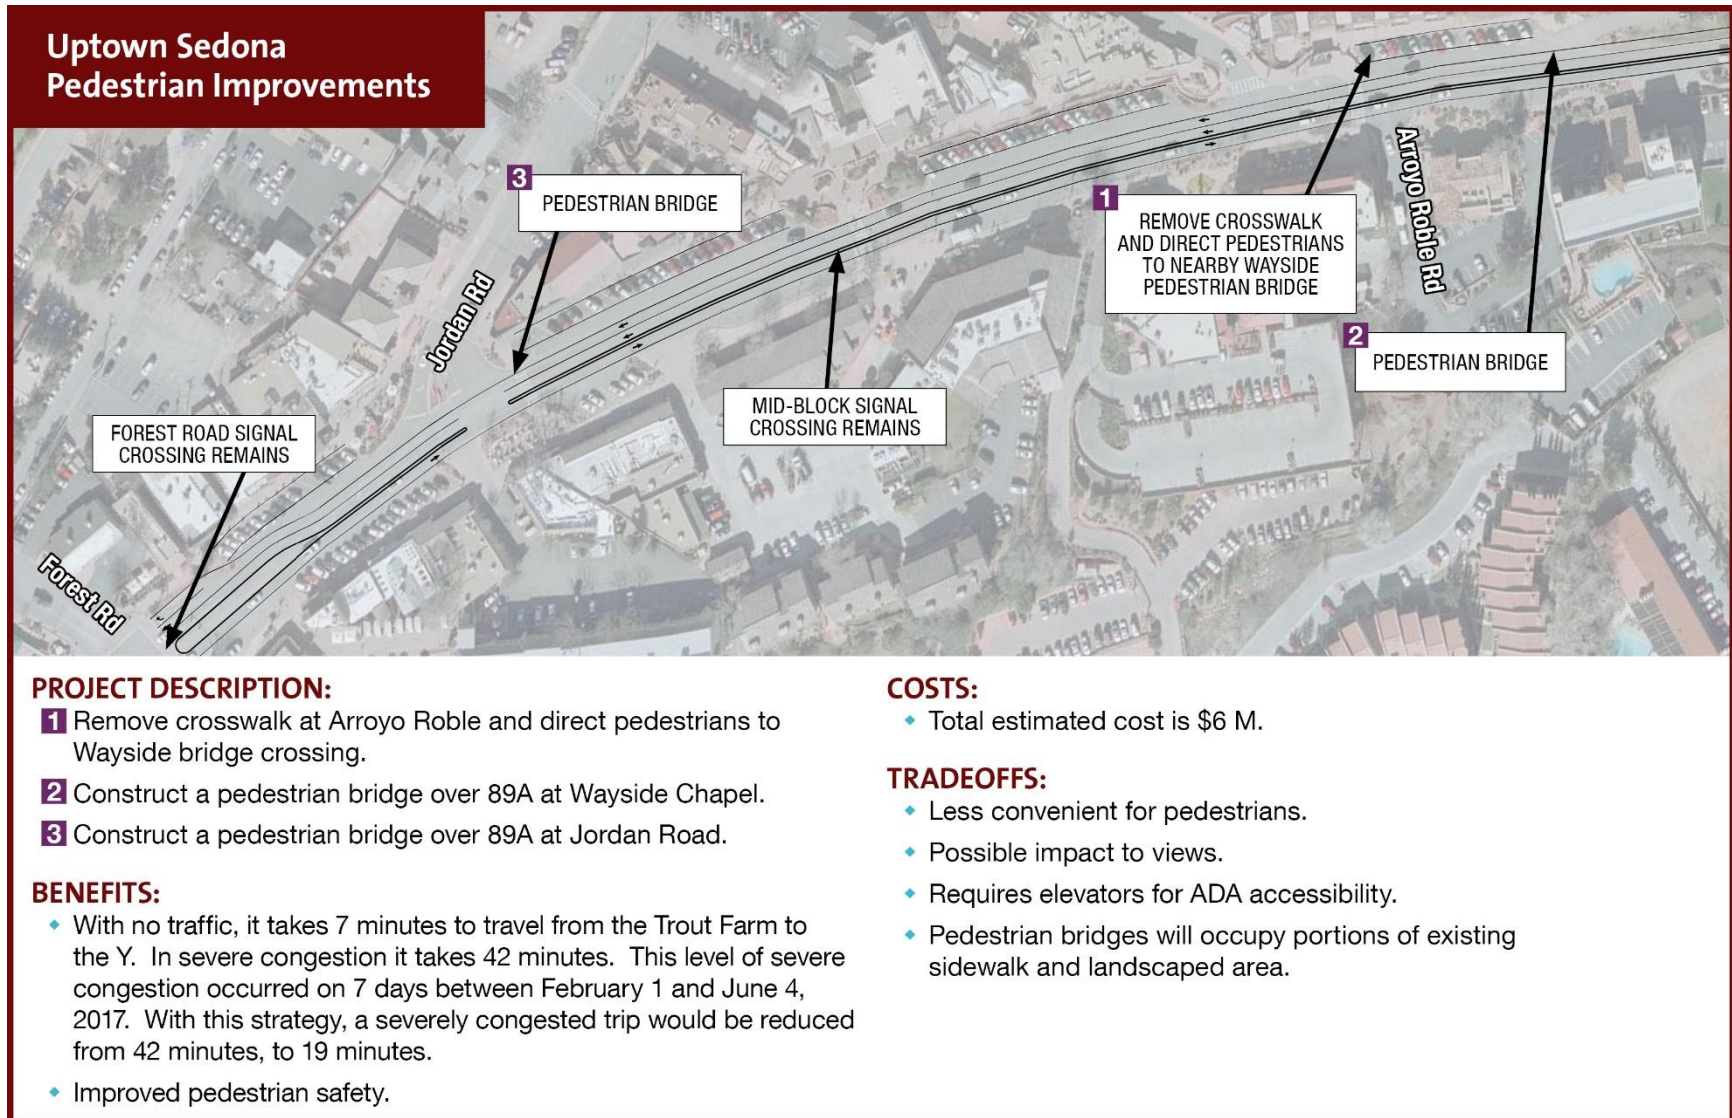 Uptown Sedona
Pedestrian Improvements
3
PEDESTRIAN BRIDGE
1
REMOVE CROSSWALK
AND DIRECT PEDESTRIANS
TO NEARBY WAYSIDE
PEDESTRIAN BRIDGE
Arroyo Roble Rd
2
PEDESTRIAN BRIDGE
Jordan Rd
MID-BLOCK SIGNAL
CROSSING REMAINS
FOREST ROAD SIGNAL
CROSSING REMAINS
Forest Rd
PROJECT DESCRIPTION:
1 Remove crosswalk at Arroyo Roble and direct pedestrians to
Wayside bridge crossing.
2 Construct a pedestrian bridge over 89A at Wayside Chapel.
3 Construct a pedestrian bridge over 89A at Jordan Road.
BENEFITS:
With no traffic, it takes 7 minutes to travel from the Trout Farm to
the Y. In severe congestion it takes 42 minutes. This level of severe
congestion occurred on 7 days between February 1 and June 4,
2017. With this strategy, a severely congested trip would be reduced
from 42 minutes, to 19 minutes.
Improved pedestrian safety.
COSTS:
Total estimated cost is $6 M.
TRADEOFFS:
Less convenient for pedestrians.
Possible impact to views.
Requires elevators for ADA accessibility.
Pedestrian bridges will occupy portions of existing
sidewalk and landscaped area.